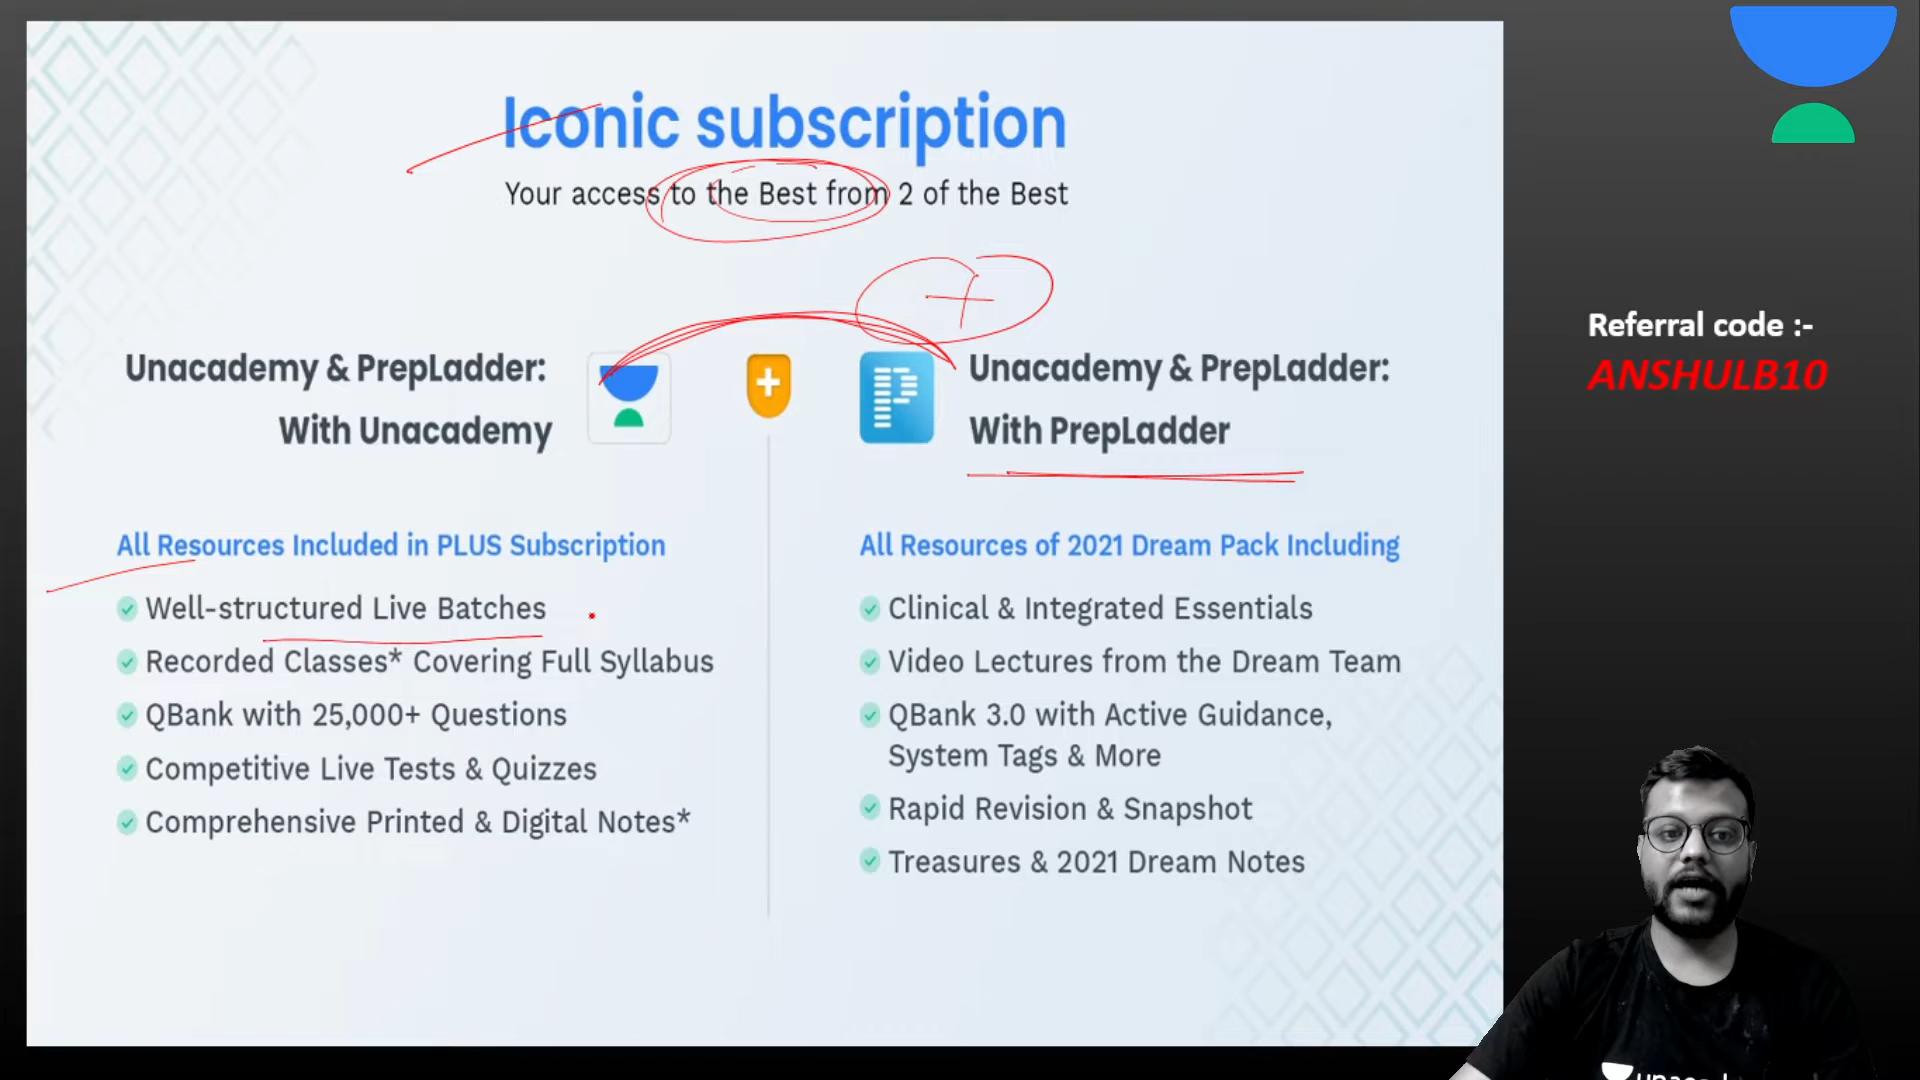 Iconic subscription
Your access to the Best from 2 of the Best
Unacademy & PrepLadder:
With Unacademy
Unacademy & PrepLadder:
With PrepLadder
All Resources Included in PLUS Subscription
Well-structured Live Batches
Recorded Classes* Covering Full Syllabus
QBank with 25,000+ Questions
Competitive Live Tests & Quizzes
Comprehensive Printed & Digital Notes*
All Resources of 2021 Dream Pack Including
Clinical & Integrated Essentials
Video Lectures from the Dream Team
QBank 3.0 with Active Guidance,
System Tags & More
Rapid Revision & Snapshot
Treasures & 2021 Dream Notes
Referral code :-
ANSHULB10